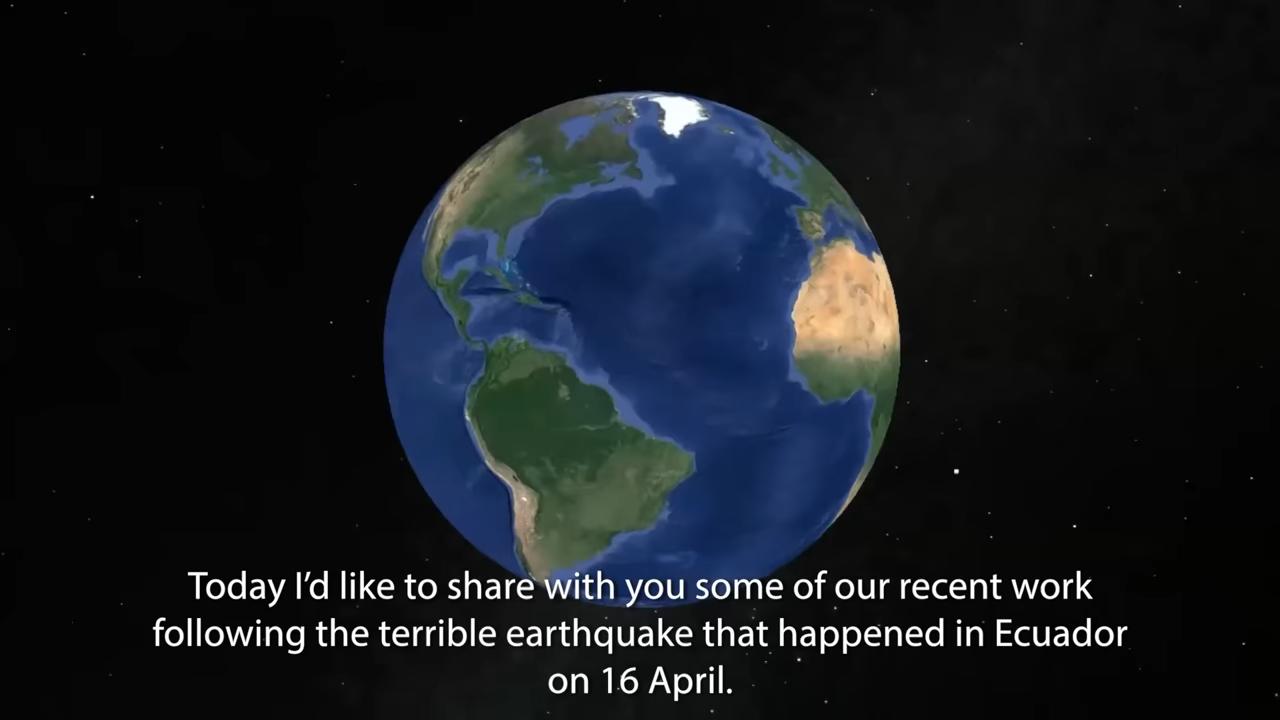 Today I’d like to share with you some of our recent work
following the terrible earthquake that happened in Ecuador
on 16 April.